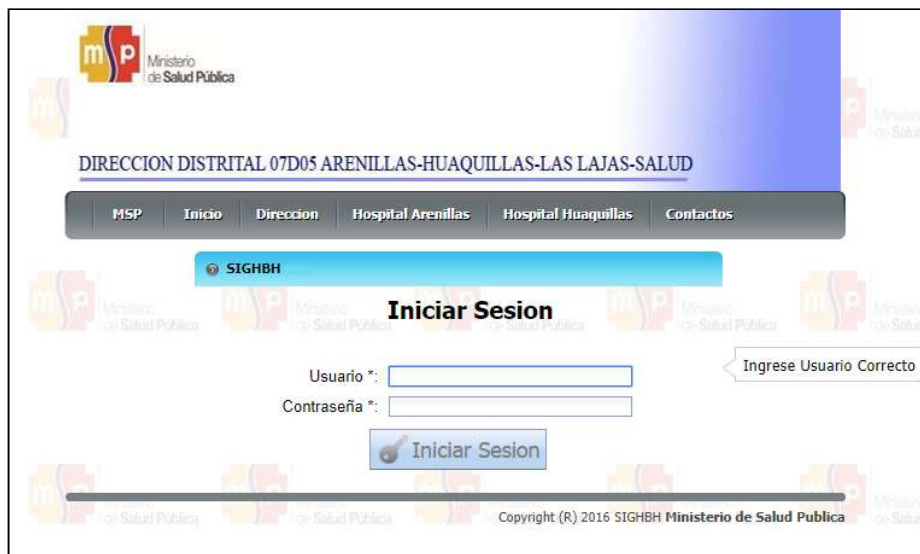 msp
Ministerio
de Salud Pública
DIRECCION DISTRITAL 07D05 ARENILLAS-HUAQUILLAS-LAS LAJAS-SALUD
MSP Inicio Direccion Hospital Arenillas Hospital Huaquillas Contactos
SIGHBH
Iniciar Sesion
Usuario *:
Ingrese Usuario Correcto
Contraseña *:
Iniciar Sesion
Copyright (R) 2016 SIGHBH Ministerio de Salud Publica